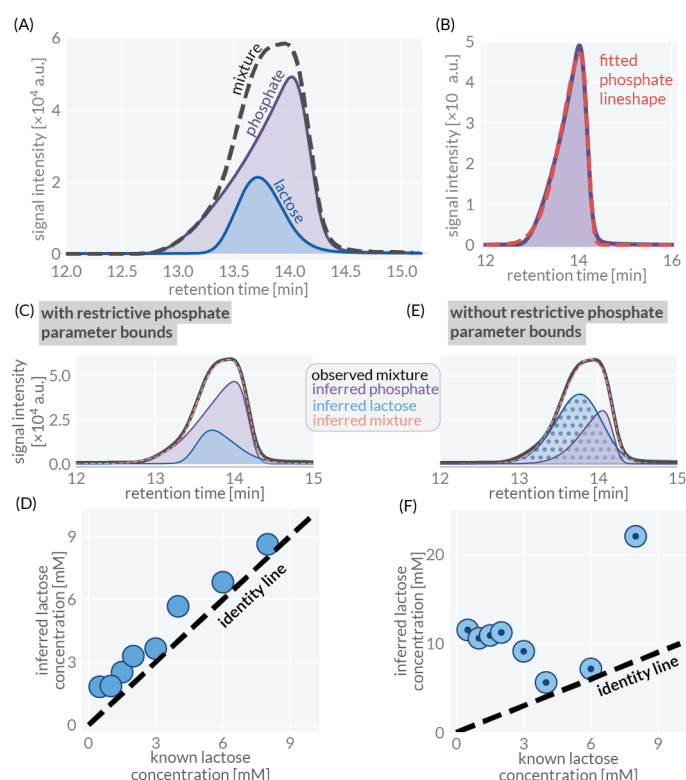 (A)
signal intensity [×10⁴ a.u.]
6
4
2
0
mixture
phosphate
lactose
12.0 12.5 13.0 13.5 14.0 14.5 15.0
retention time [min]
(B)
signal intensity [×10 a.u.]
5
4
3
2
1
0
fitted
phosphate
lineshape
12 14 16
retention time [min]
(C) with restrictive phosphate
parameter bounds
signal intensity
[×10⁴ a.u.]
5.0
2.5
0.0
12 13 14 15
retention time [min]
observed mixture
inferred phosphate
inferred lactose
inferred mixture
(E) without restrictive phosphate
parameter bounds
12 13 14 15
retention time [min]
(D)
inferred lactose
concentration [mM]
9
6
3
0
identity line
0 3 6 9
known lactose
concentration [mM]
(F)
inferred lactose
concentration [mM]
20
10
0
identity line
0 3 6 9
known lactose
concentration [mM]